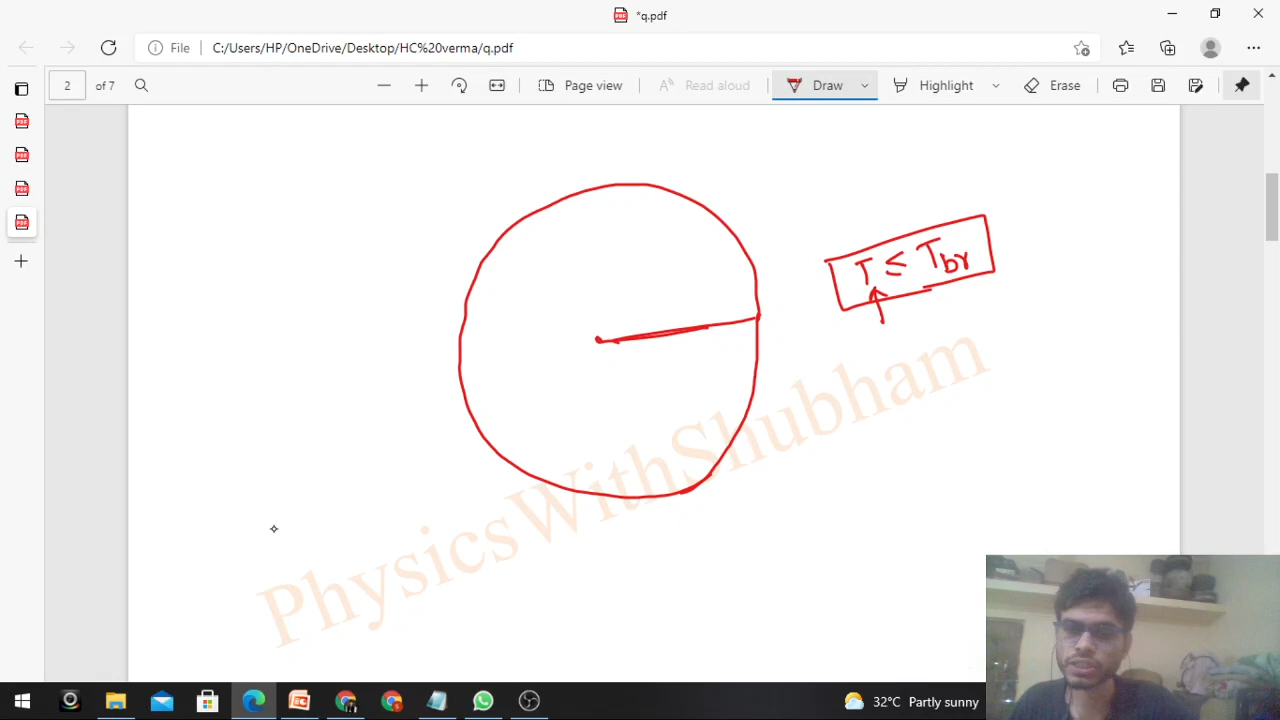 *q.pdf
File C:/Users/HP/OneDrive/Desktop/HC%20verma/q.pdf
2 of 7 Page view Read aloud Draw Highlight Erase
T ≤ Tbr
PhysicsWithShubham
32°C Partly sunny